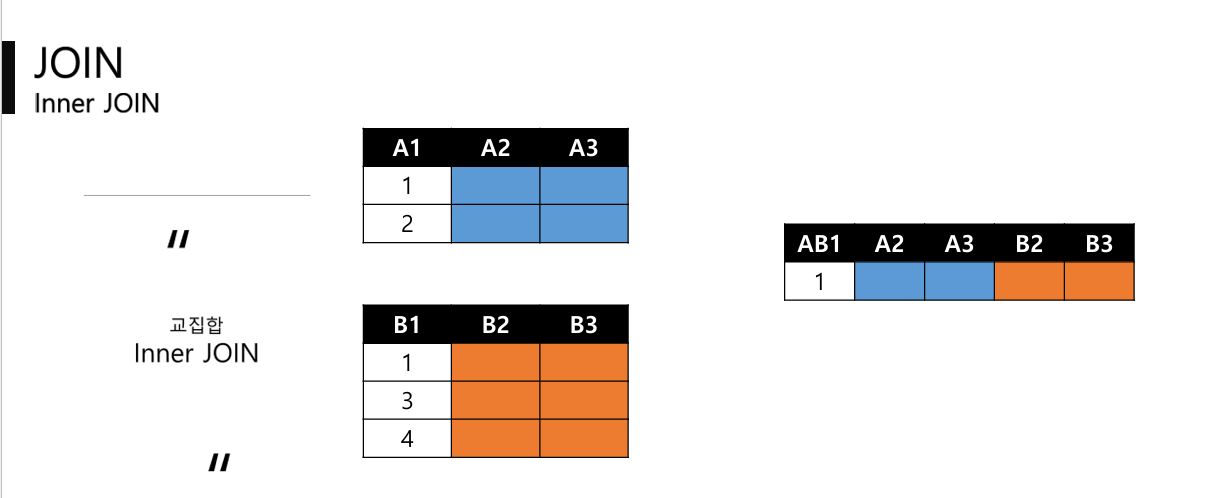 JOIN
Inner JOIN
"
교집합
Inner JOIN
"
A1 A2 A3
1
2
B1 B2 B3
1
3
4
AB1 A2 A3 B2 B3
1